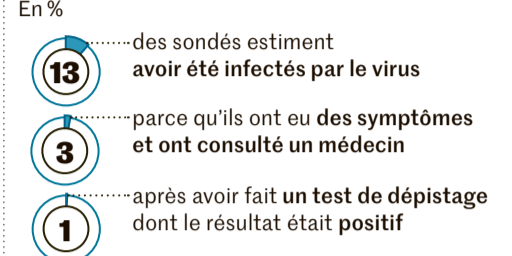 En %
des sondés estiment
13
avoir été infectés par le virus
parce qu'ils ont eu des symptômes
3
et ont consulté un médecin
après avoir fait un test de dépistage
1
dont le résultat était positif